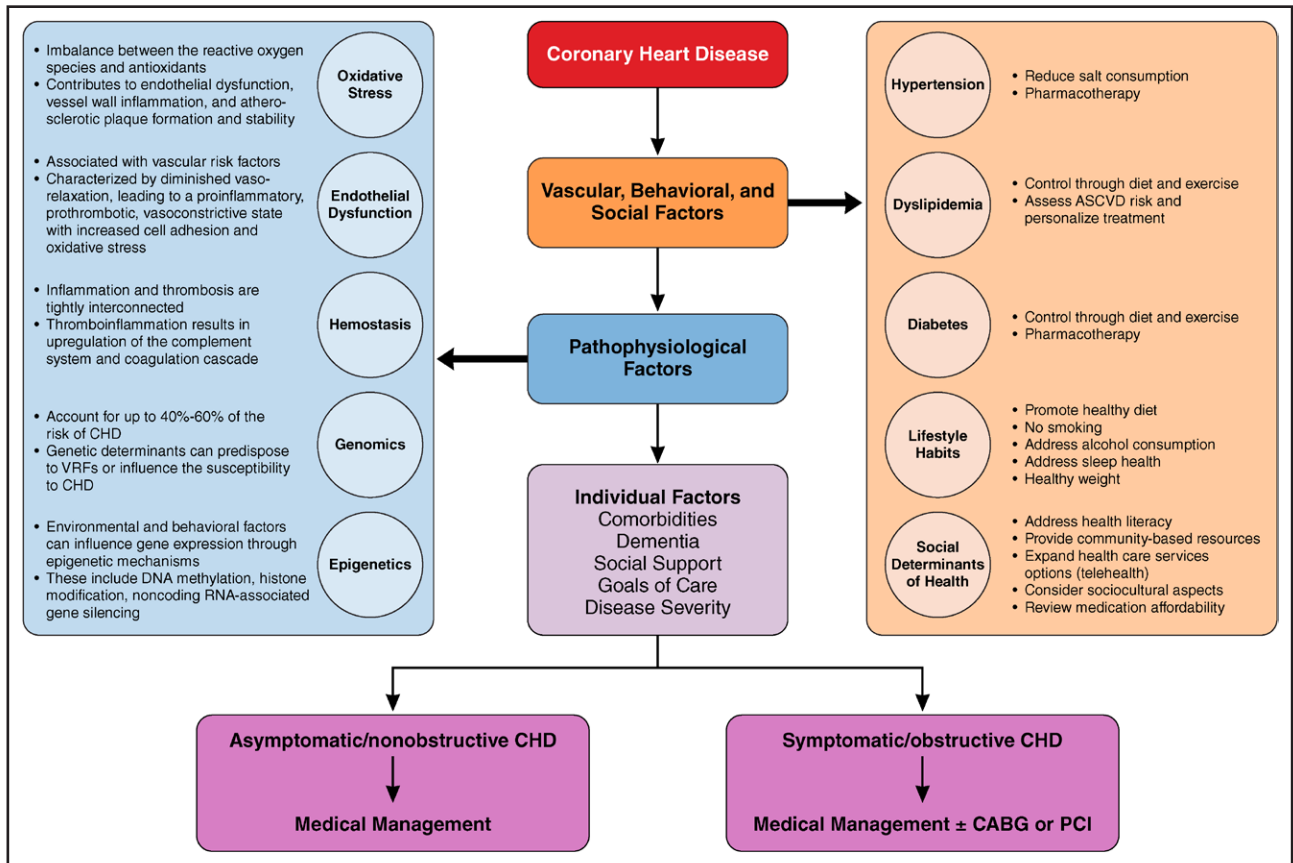 Coronary Heart Disease
Vascular, Behavioral, and
Social Factors
Pathophysiological
Factors
Individual Factors
Comorbidities
Dementia
Social Support
Goals of Care
Disease Severity
• Imbalance between the reactive oxygen
species and antioxidants
• Contributes to endothelial dysfunction,
vessel wall inflammation, and athero-
sclerotic plaque formation and stability
Oxidative
Stress
• Associated with vascular risk factors
• Characterized by diminished vaso-
relaxation, leading to a proinflammatory,
prothrombotic, vasoconstrictive state
with increased cell adhesion and
oxidative stress
Endothelial
Dysfunction
• Inflammation and thrombosis are
tightly interconnected
• Thromboinflammation results in
upregulation of the complement
system and coagulation cascade
Hemostasis
• Account for up to 40%-60% of the
risk of CHD
• Genetic determinants can predispose
to VRFs or influence the susceptibility
to CHD
Genomics
• Environmental and behavioral factors
can influence gene expression through
epigenetic mechanisms
• These include DNA methylation, histone
modification, noncoding RNA-associated
gene silencing
Epigenetics
Hypertension
• Reduce salt consumption
• Pharmacotherapy
Dyslipidemia
• Control through diet and exercise
• Assess ASCVD risk and
personalize treatment
Diabetes
• Control through diet and exercise
• Pharmacotherapy
Lifestyle
Habits
• Promote healthy diet
• No smoking
• Address alcohol consumption
• Address sleep health
• Healthy weight
Social
Determinants
of Health
• Address health literacy
• Provide community-based resources
• Expand health care services
options (telehealth)
• Consider sociocultural aspects
• Review medication affordability
Asymptomatic/nonobstructive CHD
Medical Management
Symptomatic/obstructive CHD
Medical Management ± CABG or PCI